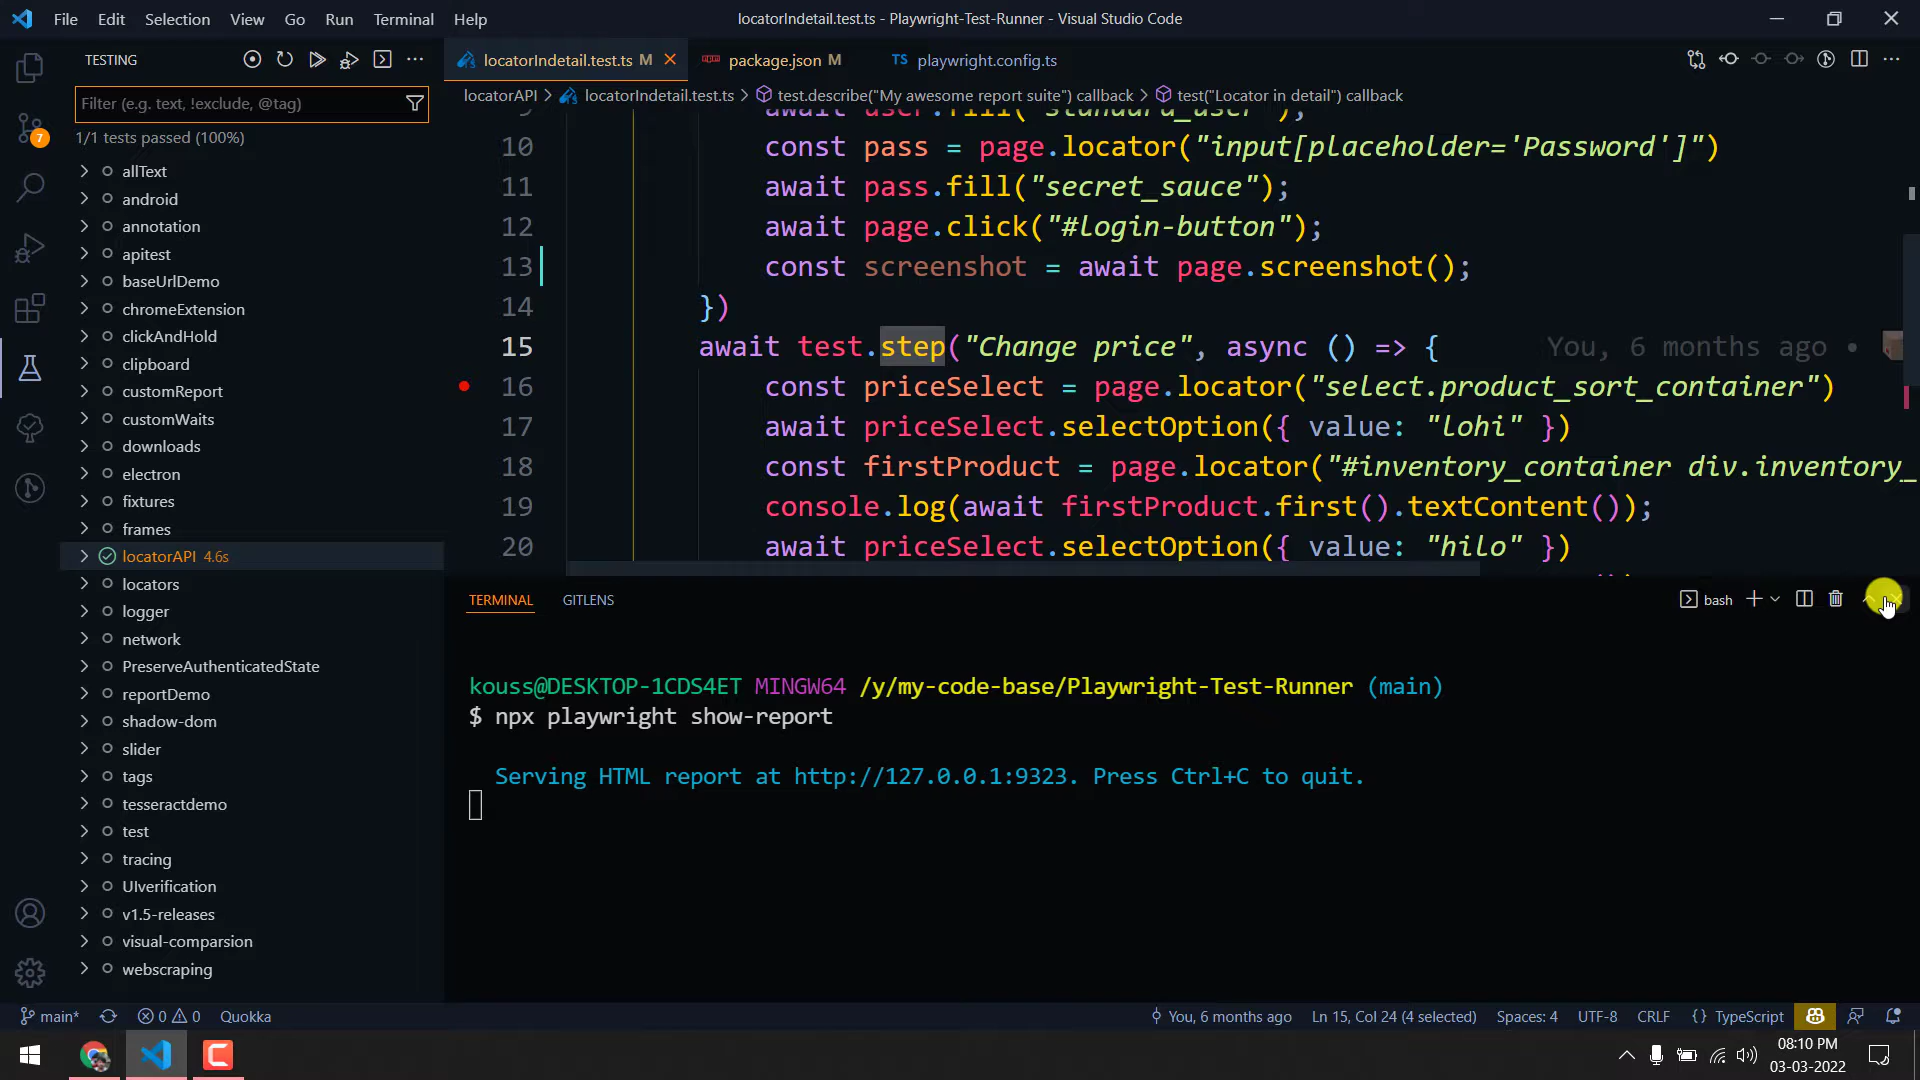 File Edit Selection View Go Run Terminal Help
locatorIndetail.test.ts - Playwright-Test-Runner - Visual Studio Code
TESTING
Filter (e.g. text, !exclude, @tag)
1/1 tests passed (100%)
allText
android
annotation
apitest
baseUrlDemo
chromeExtension
clickAndHold
clipboard
customReport
customWaits
downloads
electron
fixtures
frames
locatorAPI 4.6s
locators
logger
network
PreserveAuthenticatedState
reportDemo
shadow-dom
slider
tags
tesseractdemo
test
tracing
UIverification
v1.5-releases
visual-comparsion
webscraping
7
locatorIndetail.test.ts M
package.json M
TS playwright.config.ts
locatorAPI > locatorIndetail.test.ts > test.describe("My awesome report suite") callback > test("Locator in detail") callback
9 await user.fill("standard_user");
10 const pass = page.locator("input[placeholder='Password']")
11 await pass.fill("secret_sauce");
12 await page.click("#login-button");
13 const screenshot = await page.screenshot();
14 })
15 await test.step("Change price", async () => { You, 6 months ago •
16 const priceSelect = page.locator("select.product_sort_container")
17 await priceSelect.selectOption({ value: "lohi" })
18 const firstProduct = page.locator("#inventory_container div.inventory_
19 console.log(await firstProduct.first().textContent());
20 await priceSelect.selectOption({ value: "hilo" })
TERMINAL GITLENS
bash
kouss@DESKTOP-1CDS4ET MINGW64 /y/my-code-base/Playwright-Test-Runner (main)
$ npx playwright show-report
Serving HTML report at http://127.0.0.1:9323. Press Ctrl+C to quit.
main* 0 0 Quokka
You, 6 months ago Ln 15, Col 24 (4 selected) Spaces: 4 UTF-8 CRLF {} TypeScript
08:10 PM
03-03-2022